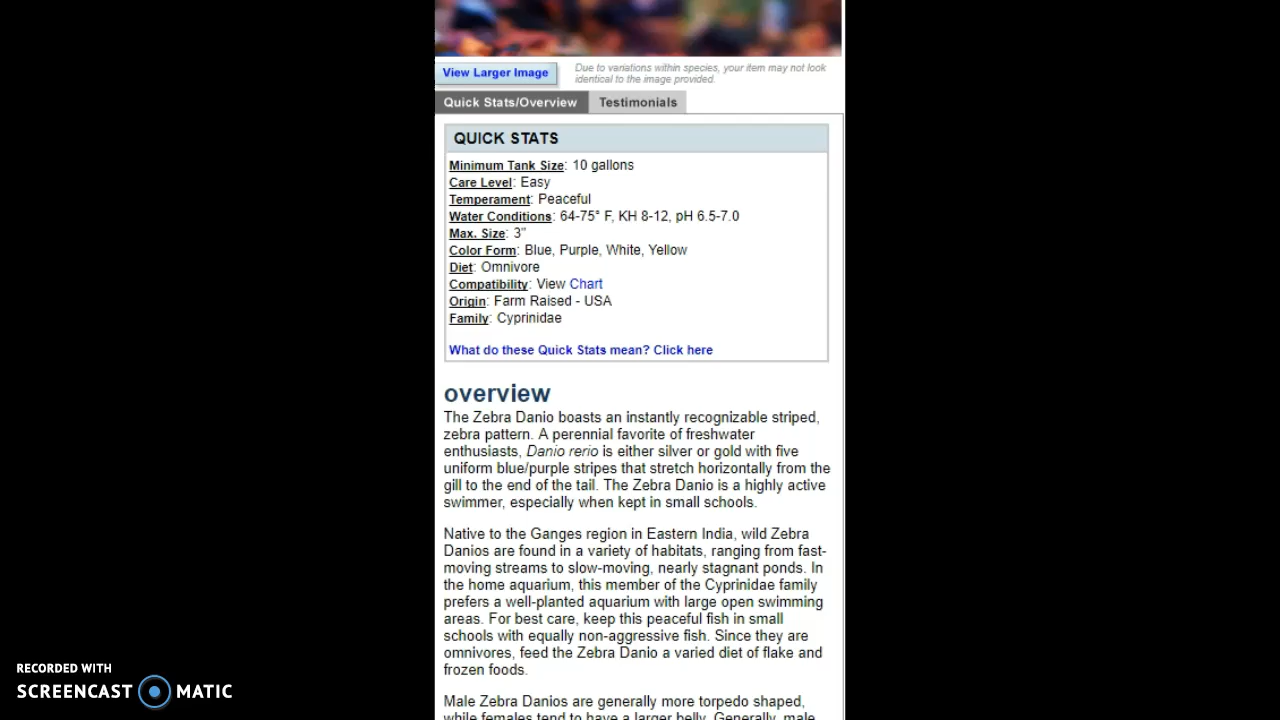 View Larger Image
Due to variations within species, your item may not look
identical to the image provided.
Quick Stats/Overview
Testimonials
QUICK STATS
Minimum Tank Size: 10 gallons
Care Level: Easy
Temperament: Peaceful
Water Conditions: 64-75° F, KH 8-12, pH 6.5-7.0
Max. Size: 3"
Color Form: Blue, Purple, White, Yellow
Diet: Omnivore
Compatibility: View Chart
Origin: Farm Raised - USA
Family: Cyprinidae
What do these Quick Stats mean? Click here
overview
The Zebra Danio boasts an instantly recognizable striped,
zebra pattern. A perennial favorite of freshwater
enthusiasts, Danio rerio is either silver or gold with five
uniform blue/purple stripes that stretch horizontally from the
gill to the end of the tail. The Zebra Danio is a highly active
swimmer, especially when kept in small schools.
Native to the Ganges region in Eastern India, wild Zebra
Danios are found in a variety of habitats, ranging from fast-
moving streams to slow-moving, nearly stagnant ponds. In
the home aquarium, this member of the Cyprinidae family
prefers a well-planted aquarium with large open swimming
areas. For best care, keep this peaceful fish in small
schools with equally non-aggressive fish. Since they are
omnivores, feed the Zebra Danio a varied diet of flake and
frozen foods.
Male Zebra Danios are generally more torpedo shaped,
while females tend to have a larger belly. Generally, male
RECORDED WITH
SCREENCAST MATIC